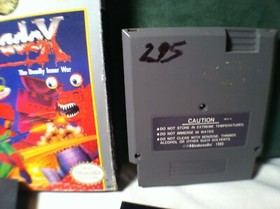 The Deadly Inner War
295
CAUTION
●DO NOT STORE IN EXTREME TEMPERATURES.
●DO NOT IMMERSE IN WATER.
●DO NOT CLEAN WITH BENZENE, THINNER,
ALCOHOL OR OTHER SUCH SOLVENTS.
Nintendo